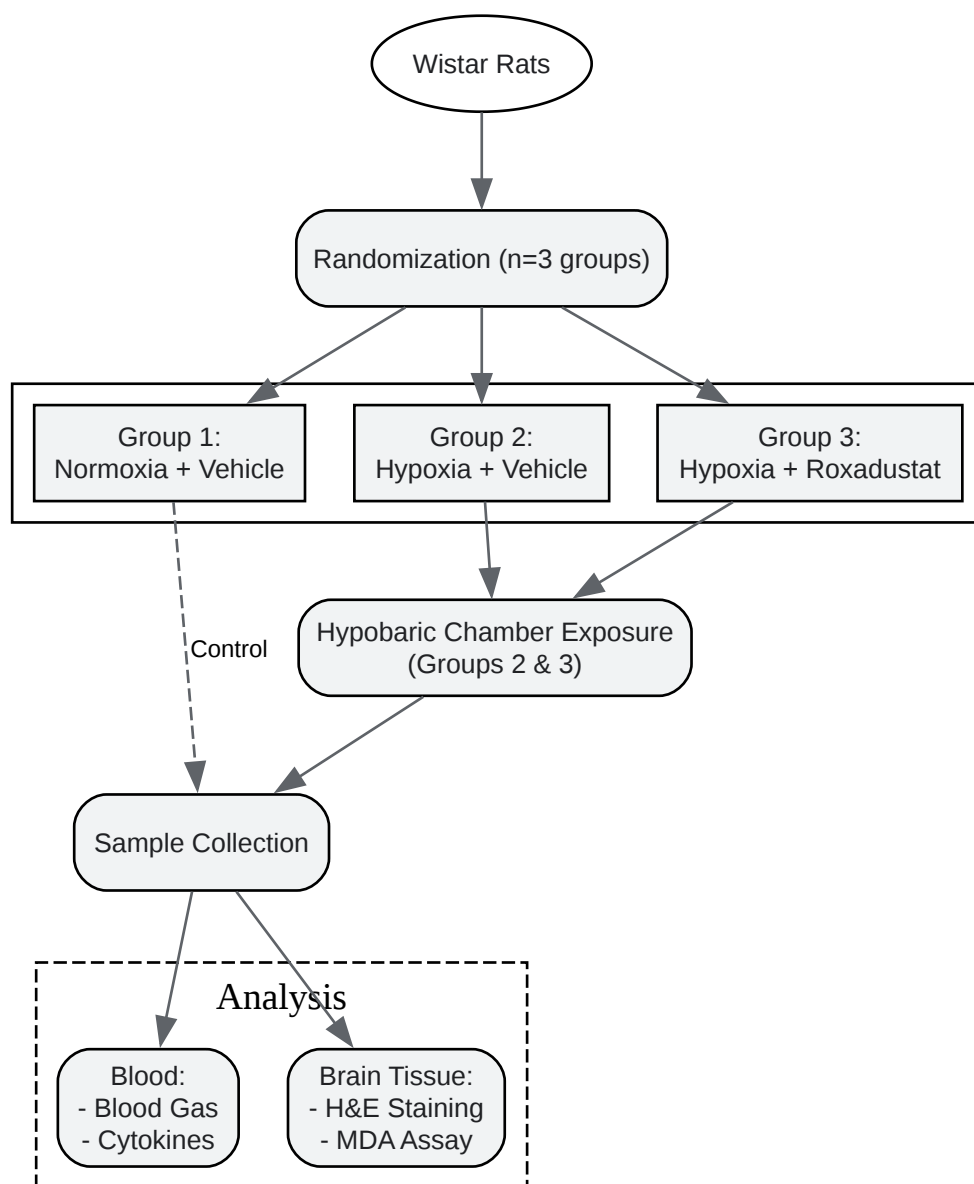 Wistar Rats
Randomization (n=3 groups)
Group 1:
Normoxia + Vehicle
Group 2:
Hypoxia + Vehicle
Group 3:
Hypoxia + Roxadustat
Hypobaric Chamber Exposure
(Groups 2 & 3)
Control
Sample Collection
Analysis
Blood:
- Blood Gas
- Cytokines
Brain Tissue:
- H&E Staining
- MDA Assay